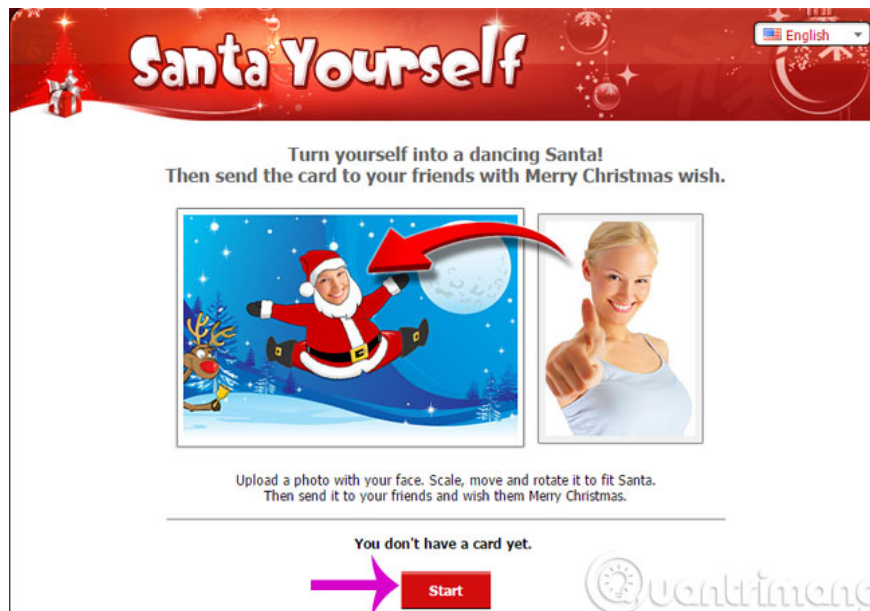 Santa Yourself
English
Turn yourself into a dancing Santa!
Then send the card to your friends with Merry Christmas wish.
Upload a photo with your face. Scale, move and rotate it to fit Santa.
Then send it to your friends and wish them Merry Christmas.
You don't have a card yet.
Start
Quantrimang